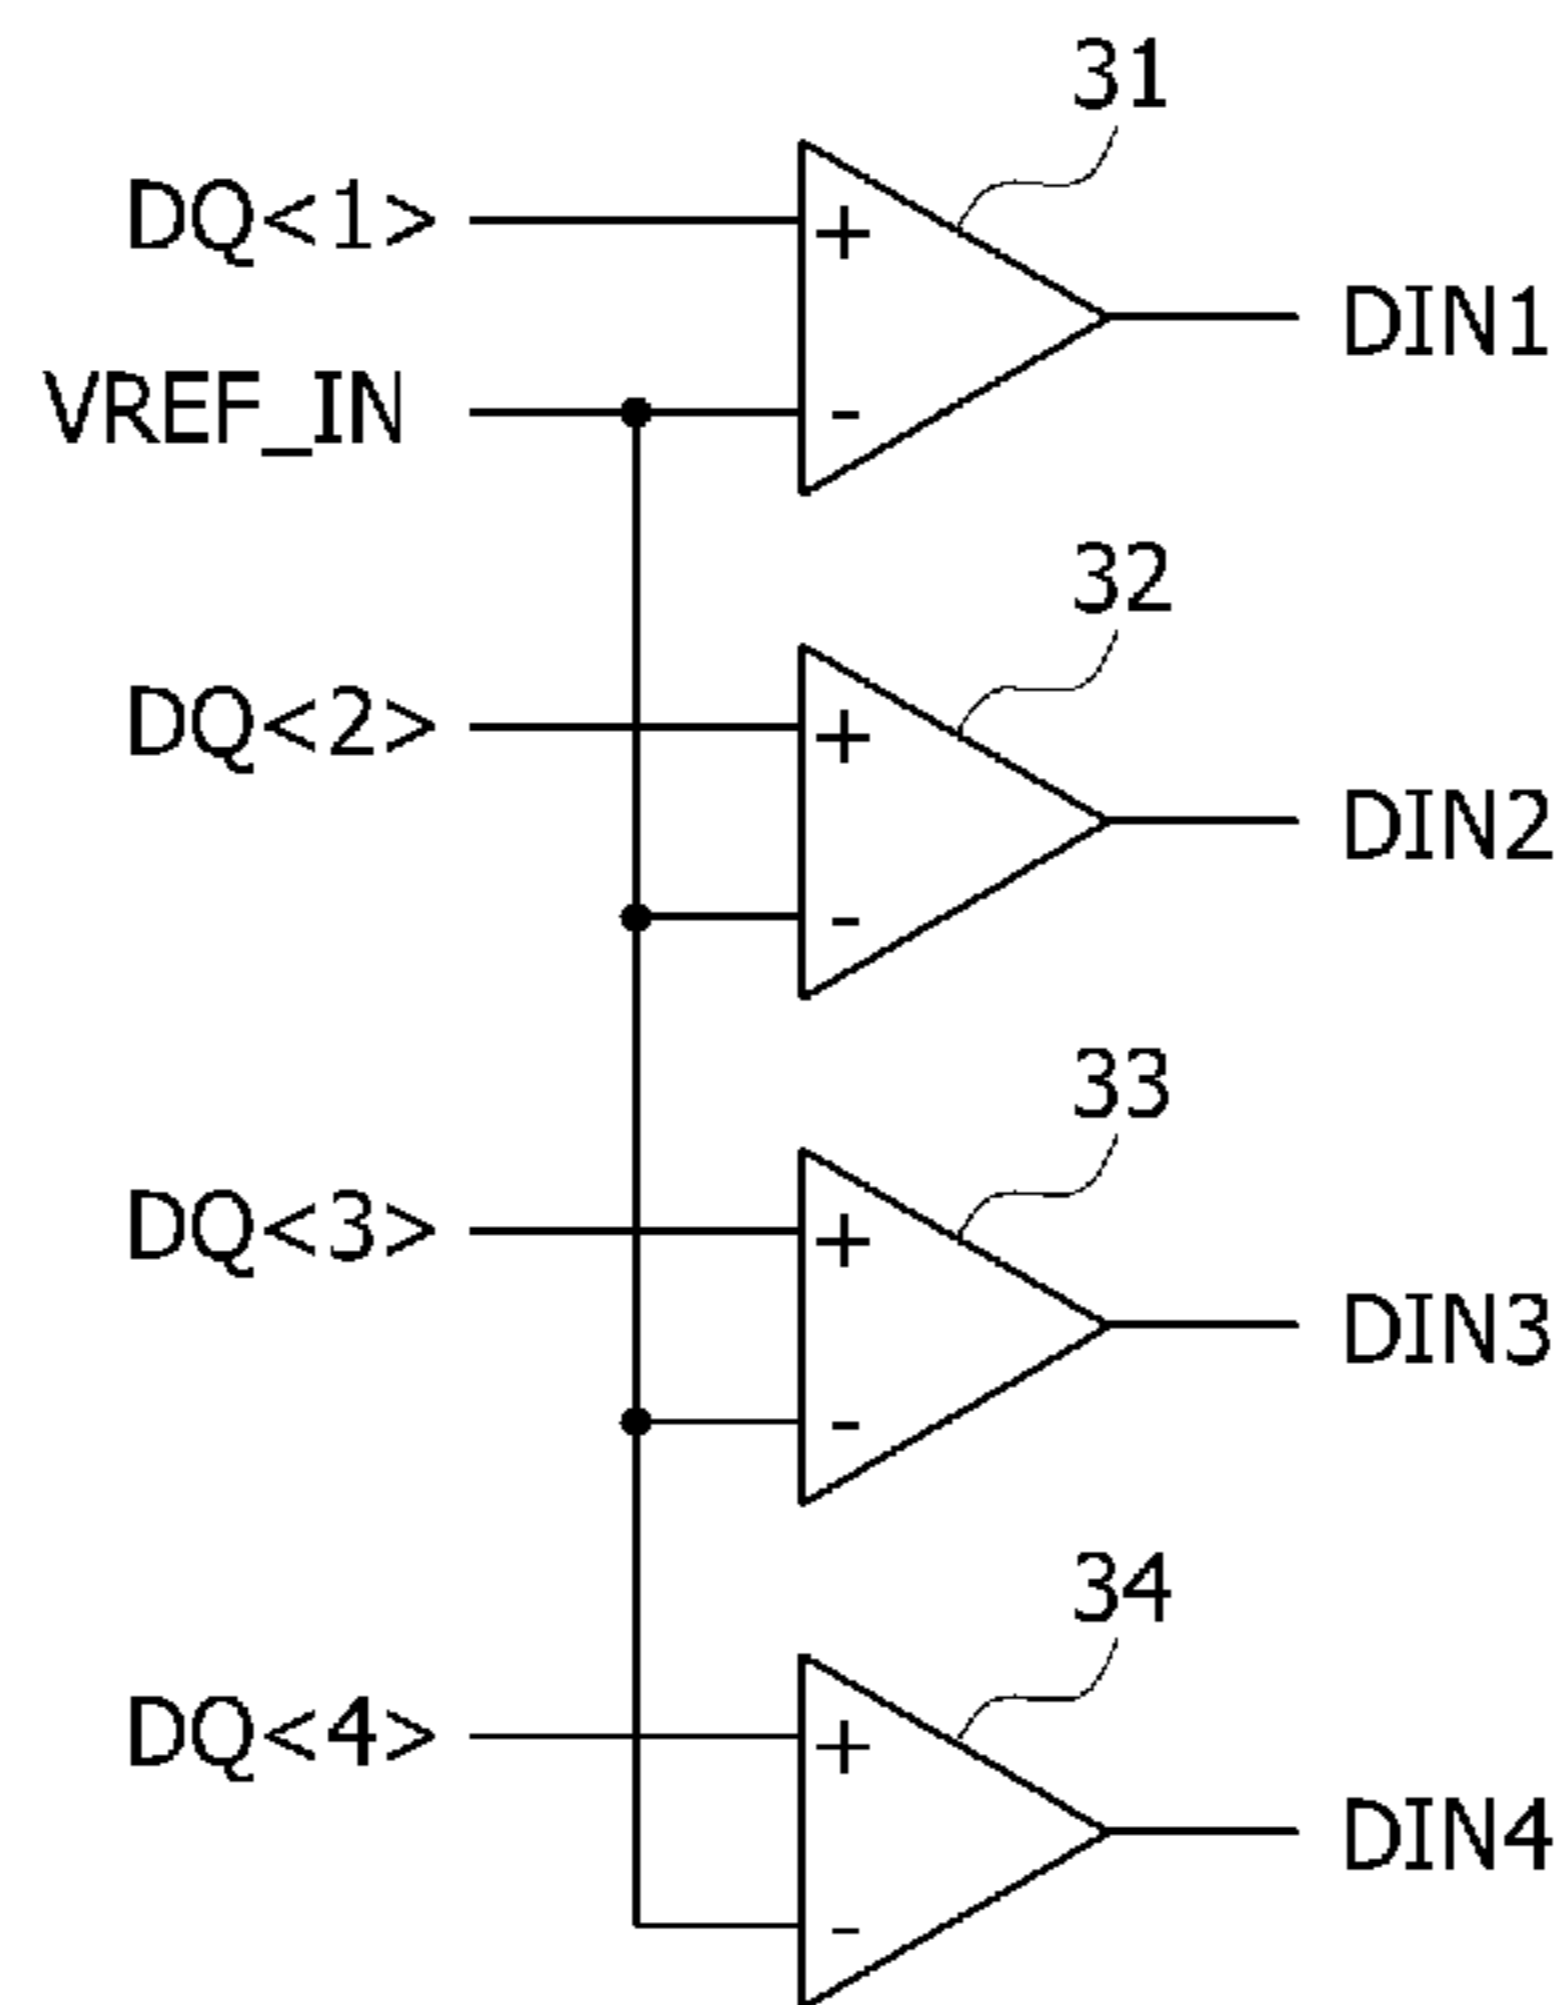 31
DQ<1>
+
DIN1
VREF_IN
-
32
DQ<2>
+
DIN2
-
33
DQ<3>
+
DIN3
-
34
DQ<4>
+
DIN4
-